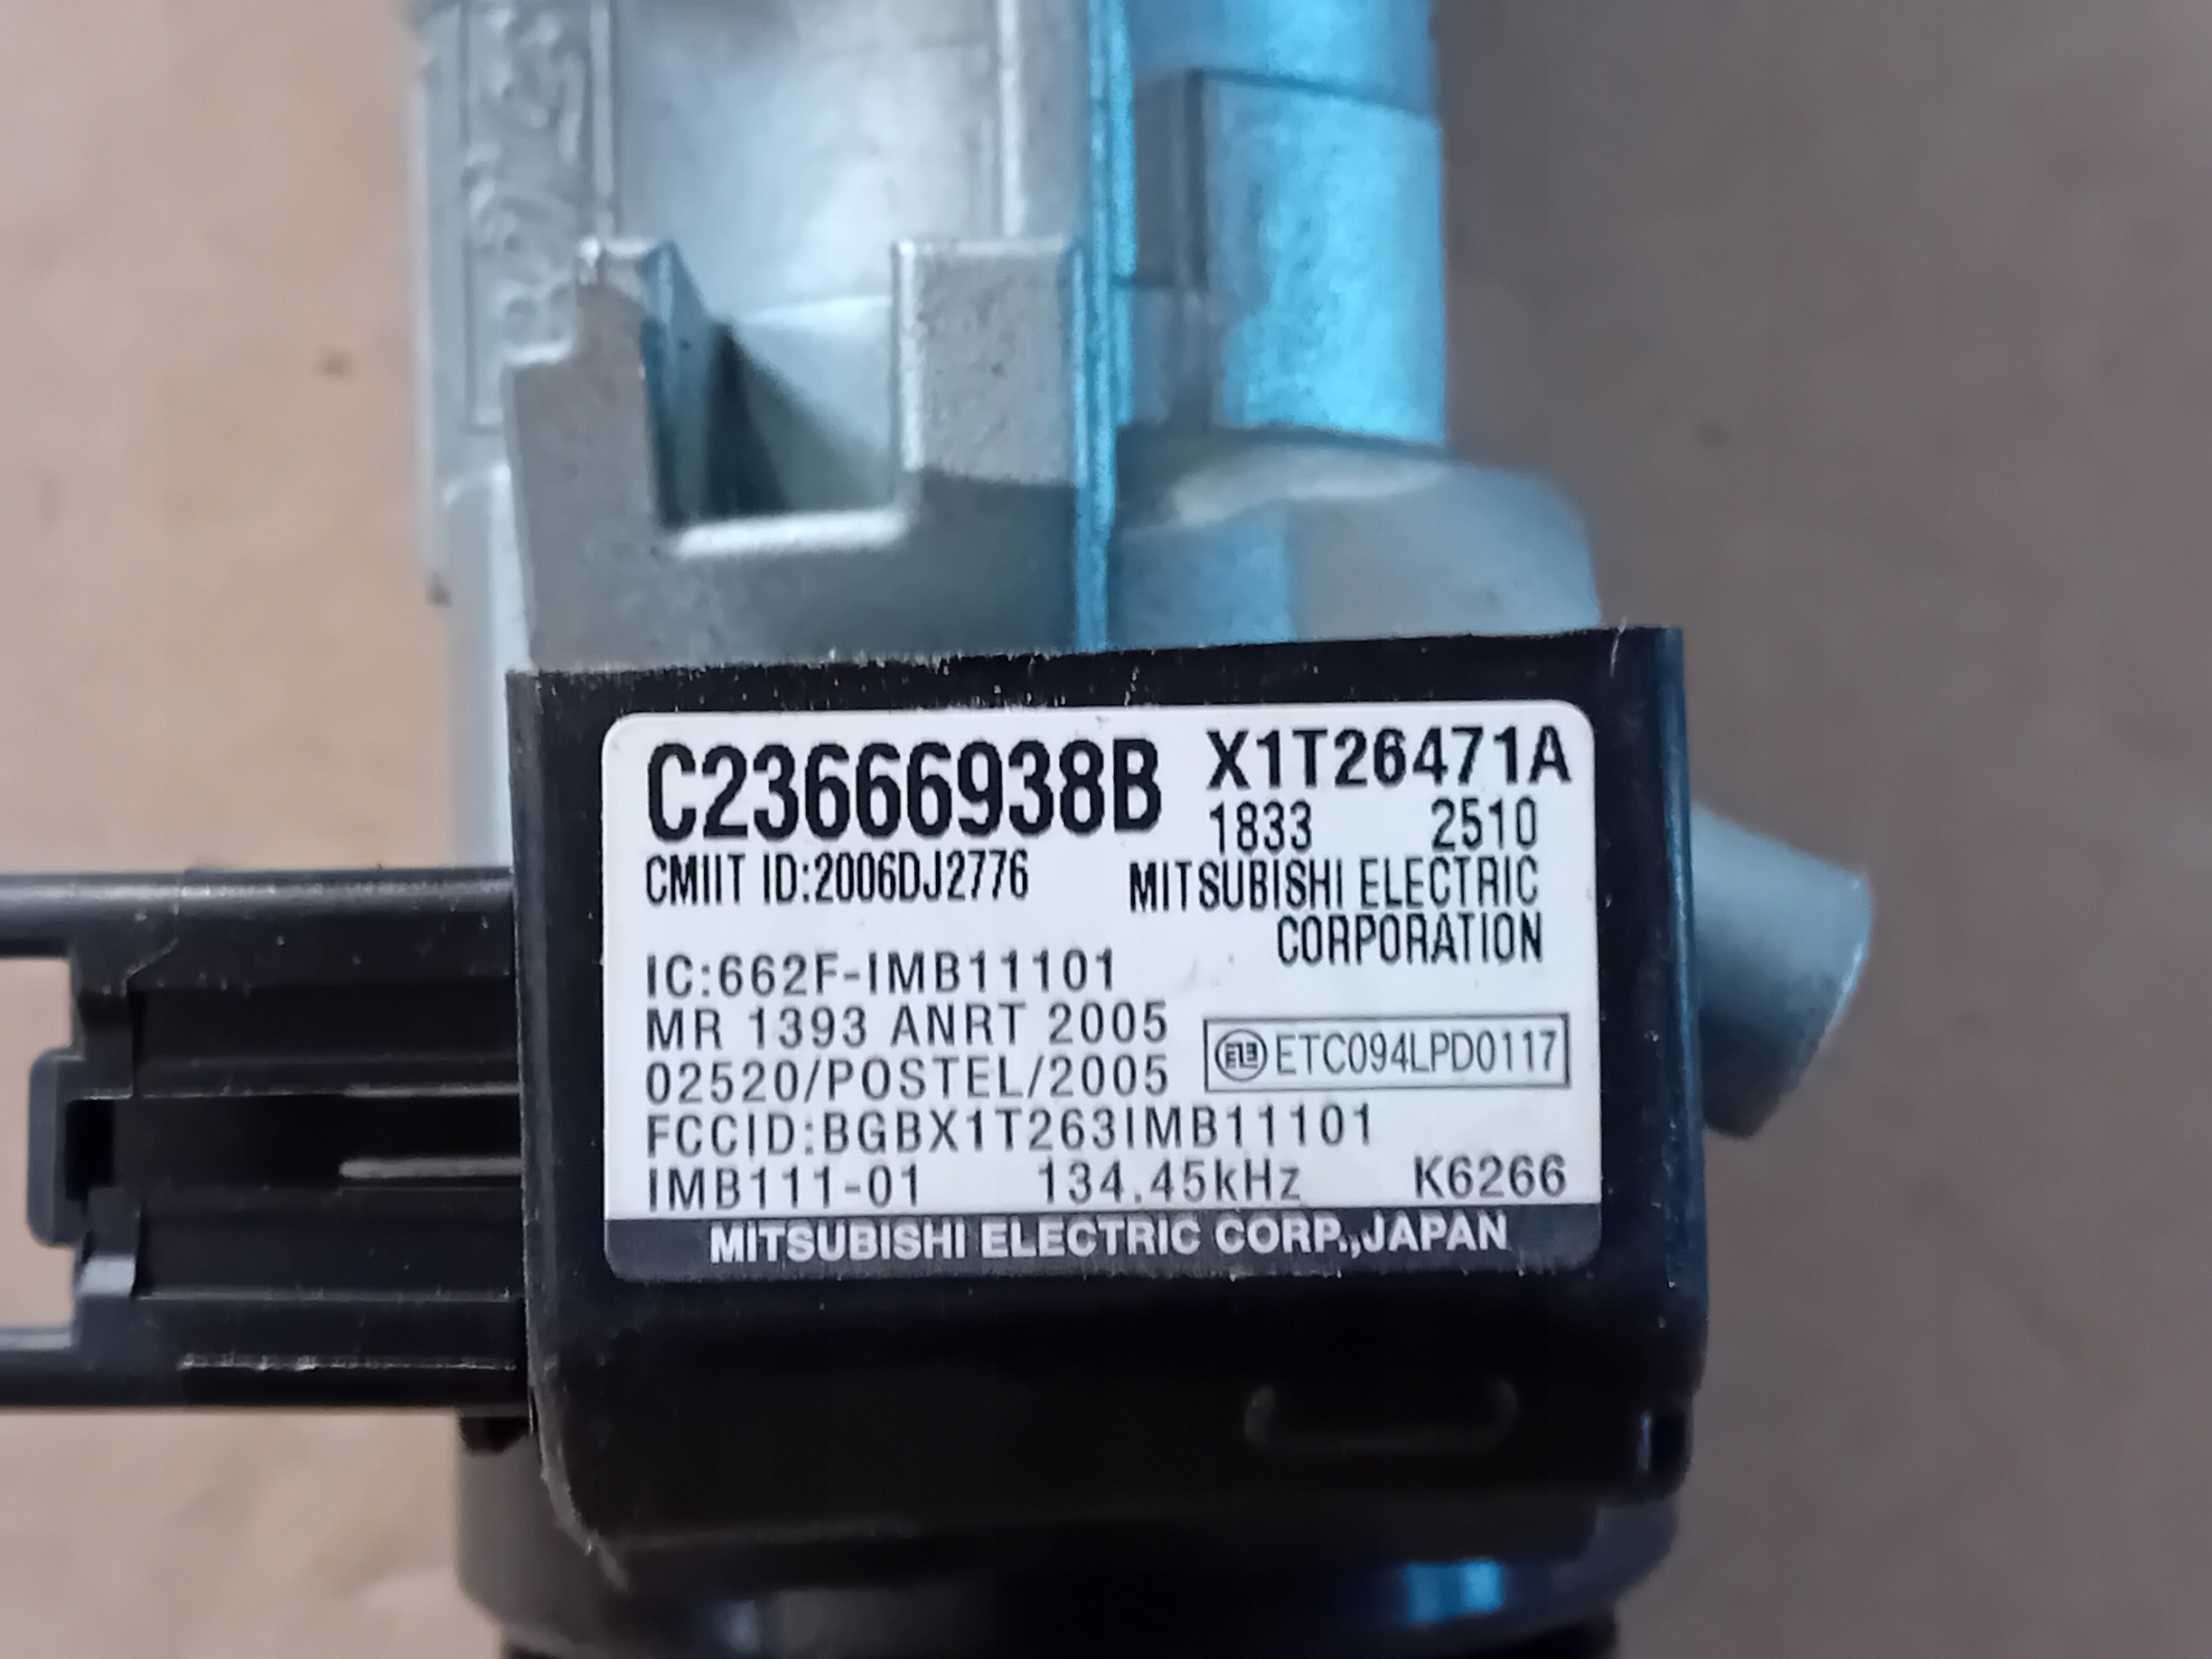 C23666938B X1T26471A
1833 2510
CMIIT ID:2006DJ2776 MITSUBISHI ELECTRIC
CORPORATION
IC:662F-IMB11101
MR 1393 ANRT 2005
02520/POSTEL/2005 ETC094LPD0117
FCCID:BGBX1T263IMB11101
IMB111-01 134.45kHz K6266
MITSUBISHI ELECTRIC CORP.,JAPAN